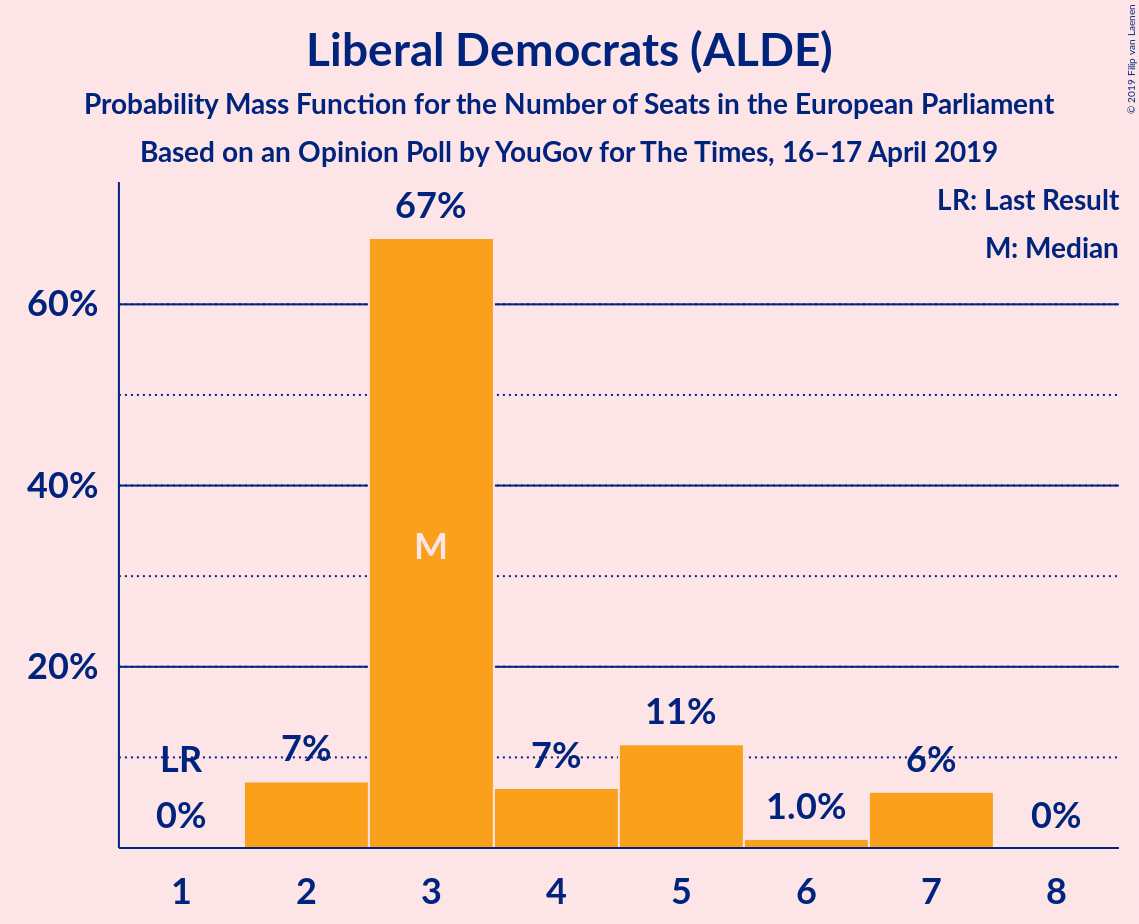 Liberal Democrats (ALDE)
Probability Mass Function for the Number of Seats in the European Parliament
Based on an Opinion Poll by YouGov for The Times, 16–17 April 2019
© 2019 Filip van Laenen
LR: Last Result
M: Median
67%
60%
40%
M
20%
11%
LR
7%
7%
6%
0%
1.0%
0%
1 2 3 4 5 6 7 8